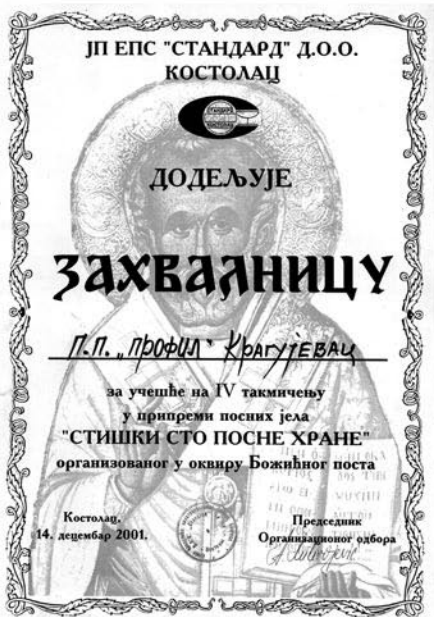 ЈП ЕПС "СТАНДАРД" Д.О.О.
КОСТОЛАЦ
ДОДЕЉУЈЕ
ЗАХВАЛНИЦУ
П.П. „ПРОФИЛ" КРАГУЈЕВАЦ
за учешће на IV такмичењу
у припреми посних јела
"СТИШКИ СТО ПОСНЕ ХРАНЕ"
организованог у оквиру Божићног поста
Костолац,
14. децембар 2001.
Председник
Организационог одбора